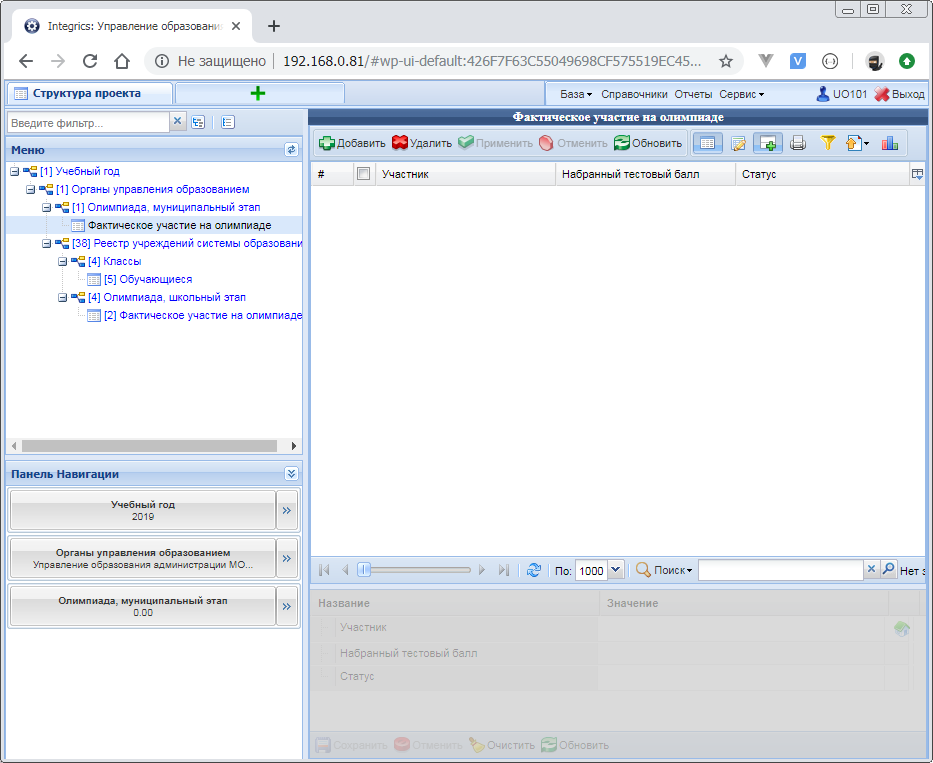 Integrics: Управление образовани
Не защищено
192.168.0.81/#wp-ui-default:426F7F63C55049698CF575519EC45...
Структура проекта
База Справочники Отчеты Сервис UO101 Выход
Введите фильтр...
Меню
[1] Учебный год
[1] Органы управления образованием
[1] Олимпиада, муниципальный этап
Фактическое участие на олимпиаде
[38] Реестр учреждений системы образовани
[4] Классы
[5] Обучающиеся
[4] Олимпиада, школьный этап
[2] Фактическое участие на олимпиаде
Панель Навигации
Учебный год
2019
Органы управления образованием
Управление образования администрации МО...
Олимпиада, муниципальный этап
0.00
Фактическое участие на олимпиаде
Добавить Удалить Применить Отменить Обновить
# Участник Набранный тестовый балл Статус
По: 1000 Поиск Нет з
Название Значение
Участник
Набранный тестовый балл
Статус
Сохранить Отменить Очистить Обновить